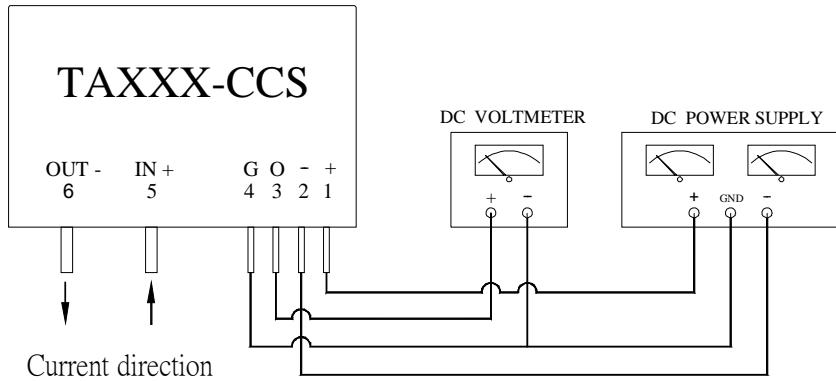 TAXXX-CCS
OUT - IN + G O - +
6 5 4 3 2 1
DC VOLTMETER
+ -
DC POWER SUPPLY
+ GND -
Current direction